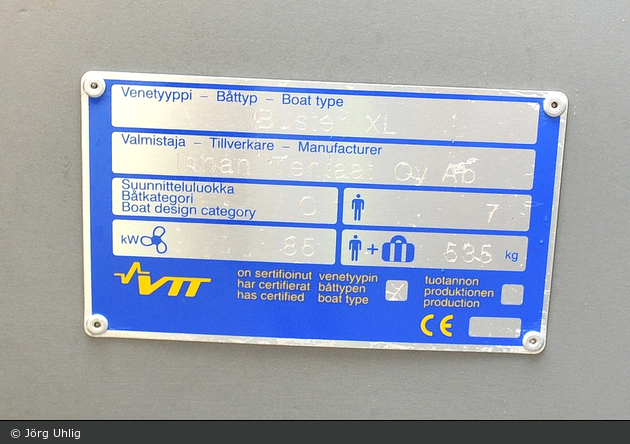 Venetyyppi – Båttyp – Boat type
Buster XL
Valmistaja – Tillverkare – Manufacturer
Oy Ab
Suunnitteluluokka
Båtkategori
Boat design category
C
7
kW
85
+
535 kg
VTT
on sertifioinut venetyypin
har certifierat båttypen
has certified boat type
X
tuotannon
produktionen
production
CE
© Jörg Uhlig